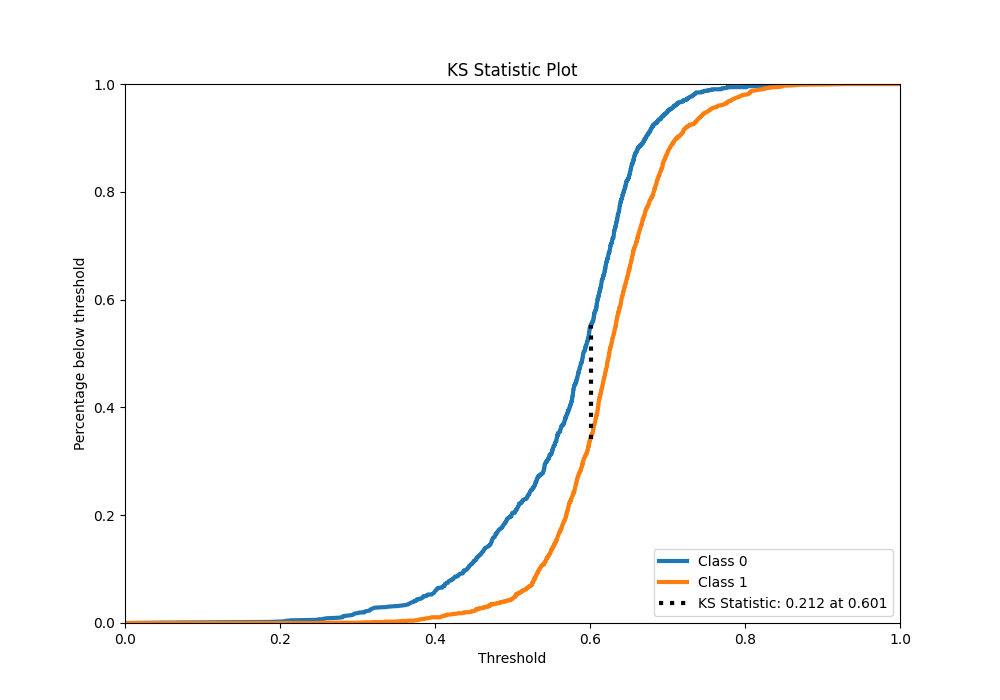 KS Statistic Plot
1.0
0.8
0.6
0.4
0.2
0.0
Percentage below threshold
0.0 0.2 0.4 0.6 0.8 1.0
Threshold
Class 0
Class 1
KS Statistic: 0.212 at 0.601